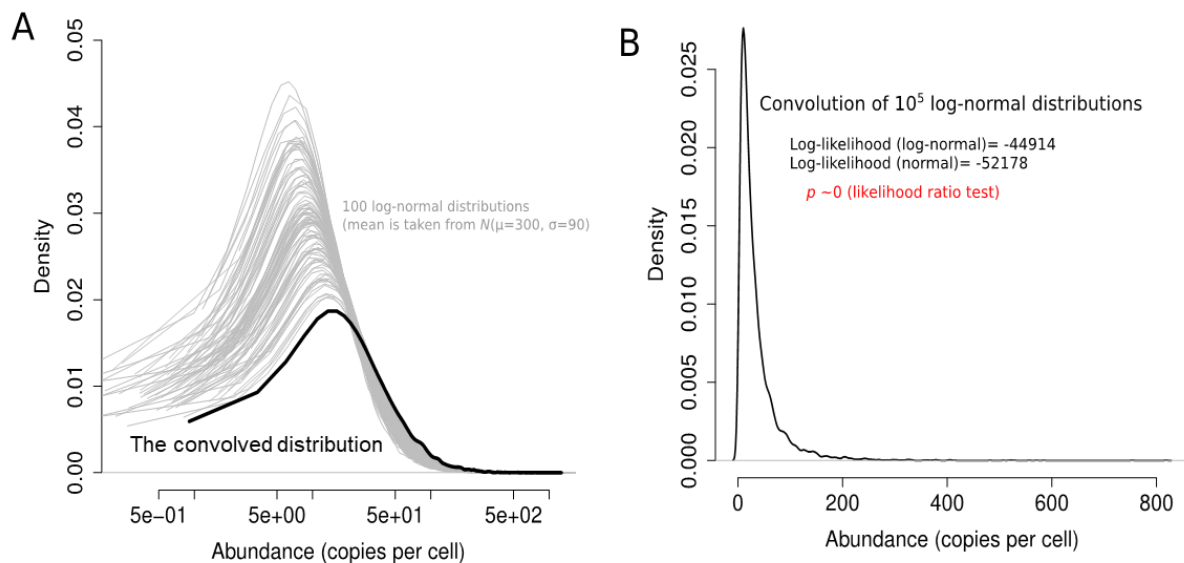 A
0.05
0.04
0.03
0.02
0.01
0.00
Density
100 log-normal distributions
(mean is taken from N(μ=300, σ=90)
The convolved distribution
5e−01
5e+00
5e+01
5e+02
Abundance (copies per cell)
B
0.025
0.020
0.015
0.010
0.005
0.000
Density
Convolution of 10⁵ log-normal distributions
Log-likelihood (log-normal)= -44914
Log-likelihood (normal)= -52178
p ~0 (likelihood ratio test)
0
200
400
600
800
Abundance (copies per cell)